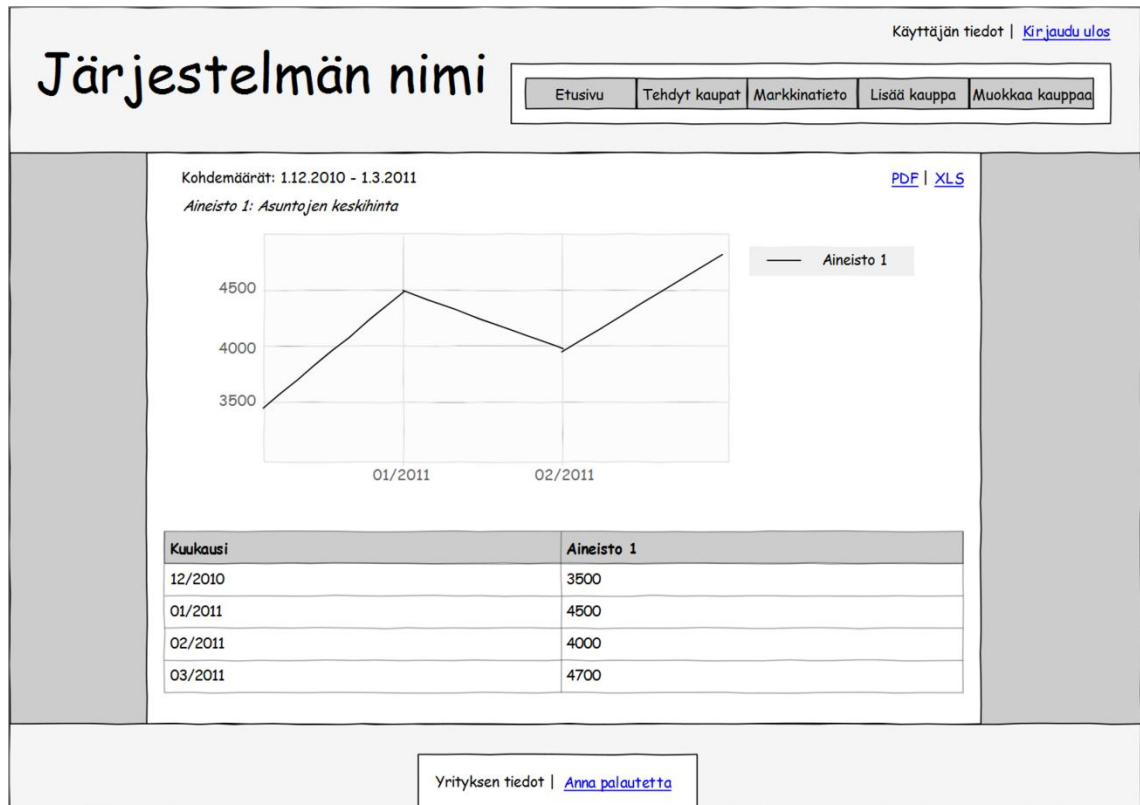 Käyttäjän tiedot | Kirjaudu ulos
Järjestelmän nimi
Etusivu Tehdyt kaupat Markkinatieto Lisää kauppa Muokkaa kauppaa
Kohdemäärät: 1.12.2010 - 1.3.2011
PDF | XLS
Aineisto 1: Asuntojen keskihinta
Aineisto 1
4500
4000
3500
01/2011 02/2011
Kuukausi Aineisto 1
12/2010 3500
01/2011 4500
02/2011 4000
03/2011 4700
Yrityksen tiedot | Anna palautetta